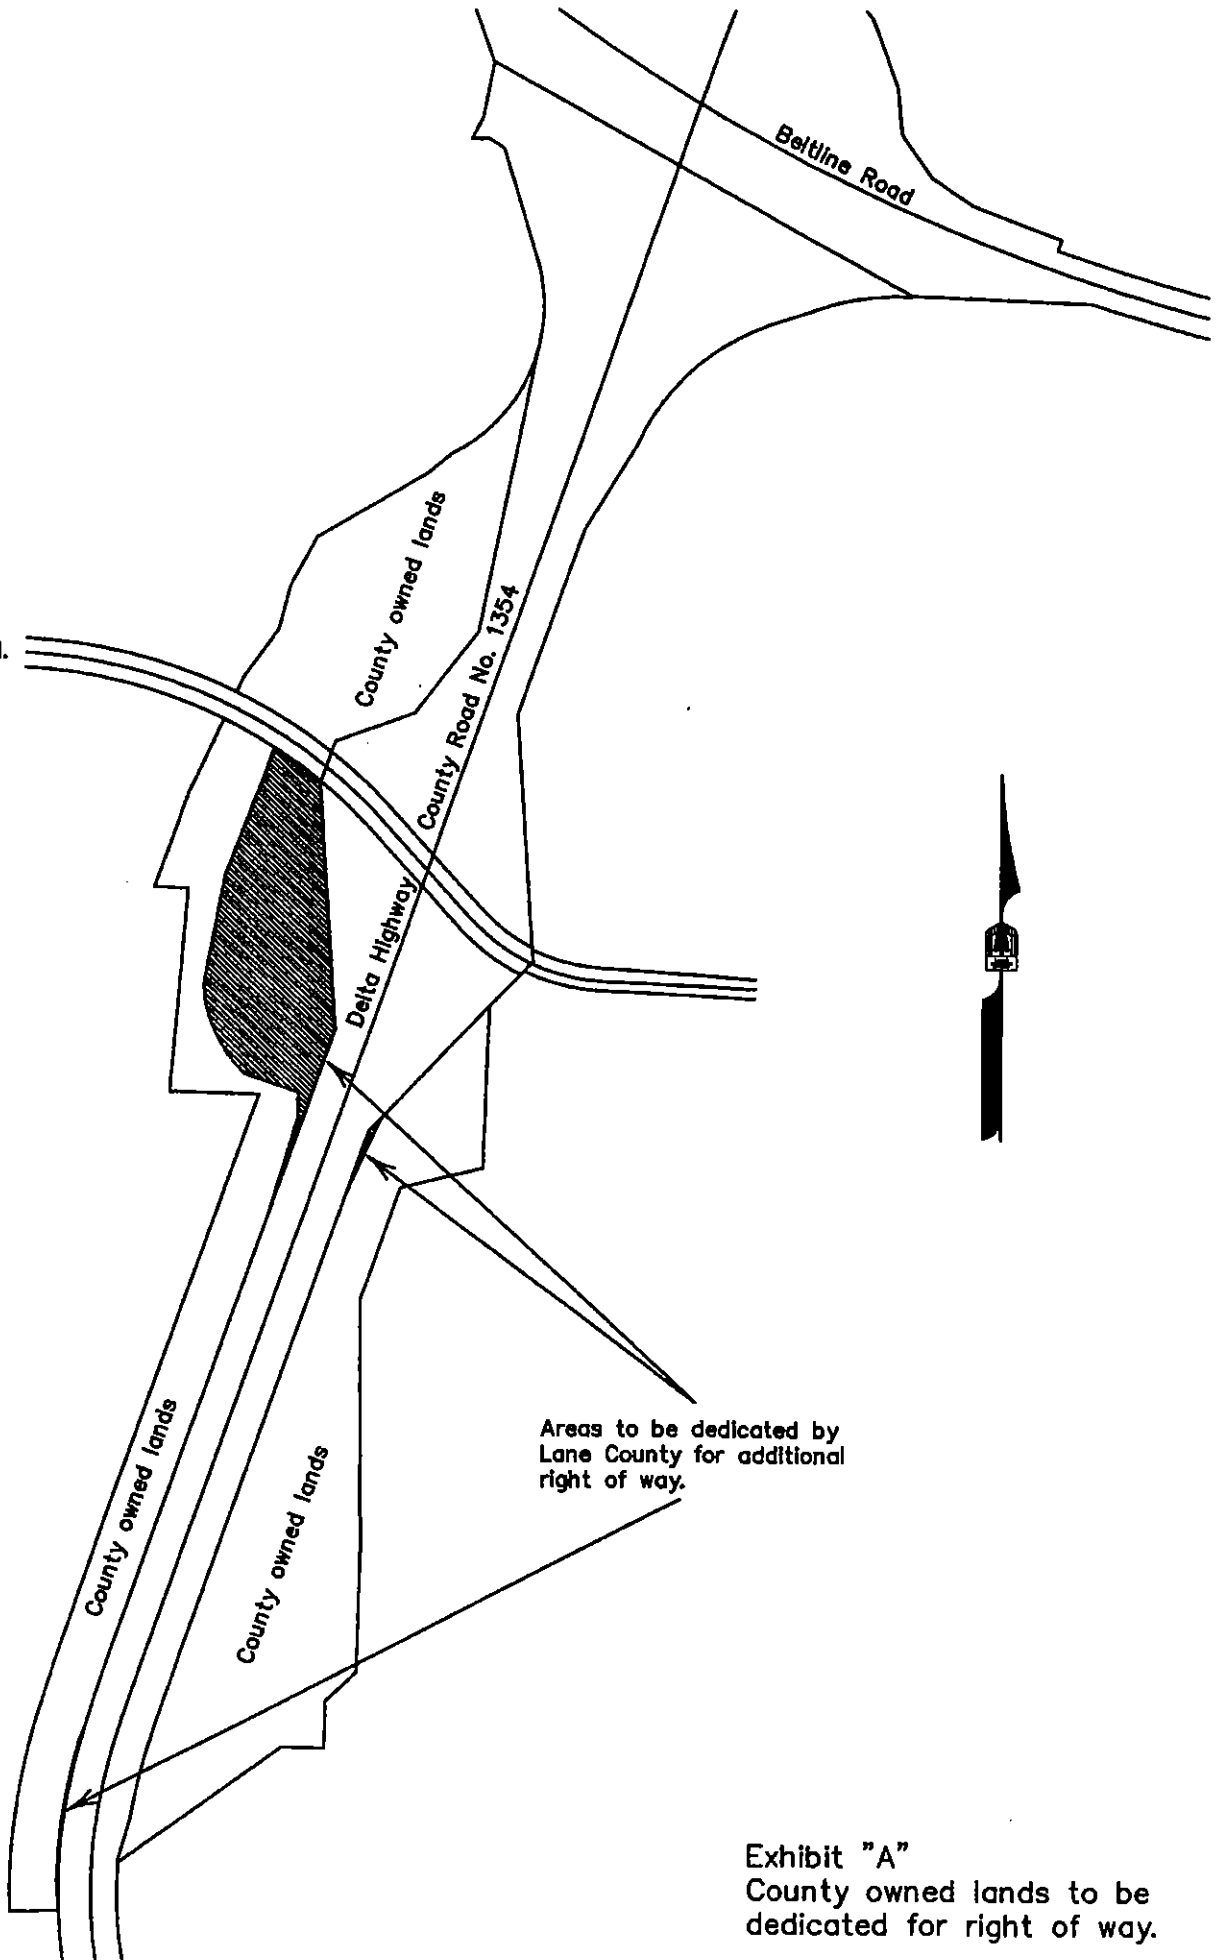 Beltline Road
County owned lands
County Road No. 1354
Delta Highway
Areas to be dedicated by
Lane County for additional
right of way.
County owned lands
County owned lands
Exhibit "A"
County owned lands to be
dedicated for right of way.